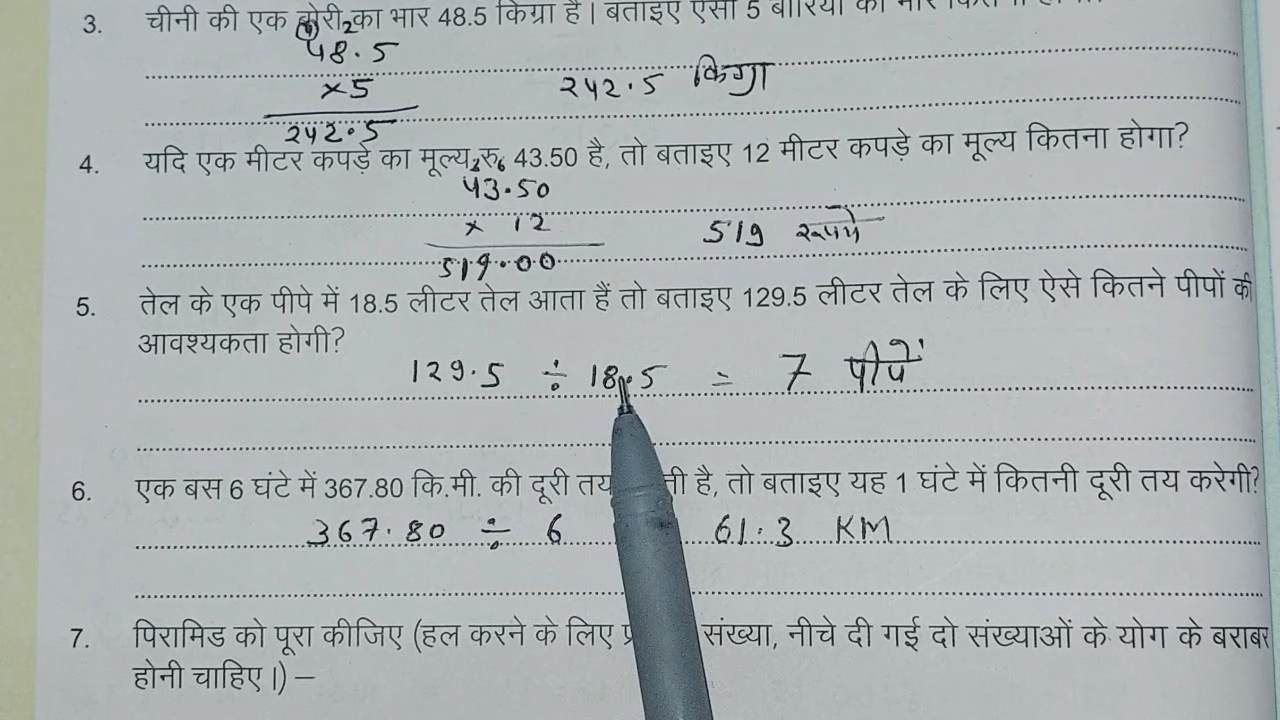 3. चीनी की एक बोरी का भार 48.5 किग्रा है। बताइए ऐसी 5 बोरियों का भार
48.5
×5 242.5 किग्रा
242.5
4. यदि एक मीटर कपड़े का मूल्य रु 43.50 है, तो बताइए 12 मीटर कपड़े का मूल्य कितना होगा?
43.50
× 12 519 रूपये
519.00
5. तेल के एक पीपे में 18.5 लीटर तेल आता हैं तो बताइए 129.5 लीटर तेल के लिए ऐसे कितने पीपों की
आवश्यकता होगी?
129.5 ÷ 18.5 = 7 पीपें
6. एक बस 6 घंटे में 367.80 कि.मी. की दूरी तय है, तो बताइए यह 1 घंटे में कितनी दूरी तय करेगी?
367.80 ÷ 6 61.3 KM
7. पिरामिड को पूरा कीजिए (हल करने के लिए संख्या, नीचे दी गई दो संख्याओं के योग के बराबर
होनी चाहिए।) –